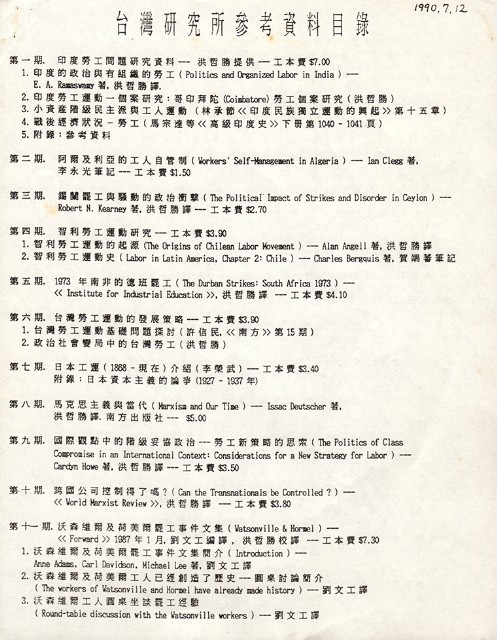 1990,7,12
台灣研究所參考資料目錄
第一期. 印度勞工問題研究資料 --- 洪哲勝提供 --- 工本費 $7.00
1. 印度的政治與有組織的勞工 ( Politics and Organized Labor in India ) ---
E. A. Ramaswamy 著, 洪哲勝譯.
2. 印度勞工運動一個案研究 : 哥印拜陀 (Coimbatore) 勞工個案研究 ( 洪哲勝 )
3. 小資產階級民主派與工人運動 ( 林承節 << 印度民族獨立運動的興起 >> 第十五章 )
4. 戰後經濟狀況 -- 勞工 ( 馬宗達等 << 高級印度史 >> 下冊第 1040 - 1041 頁 )
5. 附錄 : 參考資料
第二期. 阿爾及利亞的工人自管制 ( Workers' Self-Management in Algeria ) --- Ian Clegg 著,
李永光筆記 --- 工本費 $1.50
第三期. 錫蘭罷工與騷動的政治衝擊 ( The Political Impact of Strikes and Disorder in Ceylon ) ---
Robert N. Kearney 著, 洪哲勝譯 --- 工本費 $2.70
第四期. 智利勞工運動研究 --- 工本費 $3.90
1. 智利勞工運動的起源 (The Origins of Chilean Labor Movement ) --- Alan Angell 著, 洪哲勝譯
2. 智利勞工運動史 ( Labor in Latin America, Chapter 2: Chile ) --- Charles Bergquis 著, 賀端蕃筆記
第五期. 1973 年南非的德班罷工 ( The Durban Strikes: South Africa 1973 ) ---
<< Institute for Industrial Education >>, 洪哲勝譯 --- 工本費 $4.10
第六期. 台灣勞工運動的發展策略 --- 工本費 $3.90
1. 台灣勞工運動基礎問題探討 ( 許信民, << 南方 >> 第 15 期 )
2. 政治社會變局中的台灣勞工 ( 洪哲勝 )
第七期. 日本工運 ( 1868 - 現在 ) 介紹 ( 李榮武 ) --- 工本費 $3.40
附錄 : 日本資本主義的論爭 (1927 - 1937 年)
第八期. 馬克思主義與當代 ( Marxism and Our Time ) --- Issac Deutscher 著,
洪哲勝譯. 南方出版社 --- $5.00
第九期. 國際觀點中的階級妥協政治 --- 勞工新策略的思索 ( The Politics of Class
Compromise in an International Context: Considerations for a New Strategy for Labor ) ---
Cardyn Howe 著, 洪哲勝譯 --- 工本費 $3.50
第十期. 跨國公司控制得了嗎 ? ( Can the Transnationals be Controlled ? ) ---
<< World Marxist Review >>, 洪哲勝譯 --- 工本費 $3.80
第十一期. 沃森維爾及荷美爾罷工事件文集 ( Watsonville & Hormel ) ---
<< Forward >> 1987 年 1 月, 劉文工編譯 , 洪哲勝校譯 --- 工本費 $7.30
1. 沃森維爾及荷美爾罷工事件文集簡介 ( Introduction ) ---
Anne Adams, Carl Davidson, Michael Lee 著, 劉文工譯
2. 沃森維爾及荷美爾工人已經創造了歷史 --- 圓桌討論簡介
( The workers of Watsonville and Hormel have already made history ) --- 劉文工譯
3. 沃森維爾工人圓桌坐談罷工經驗
( Round-table discussion with the Watsonville workers ) --- 劉文工譯